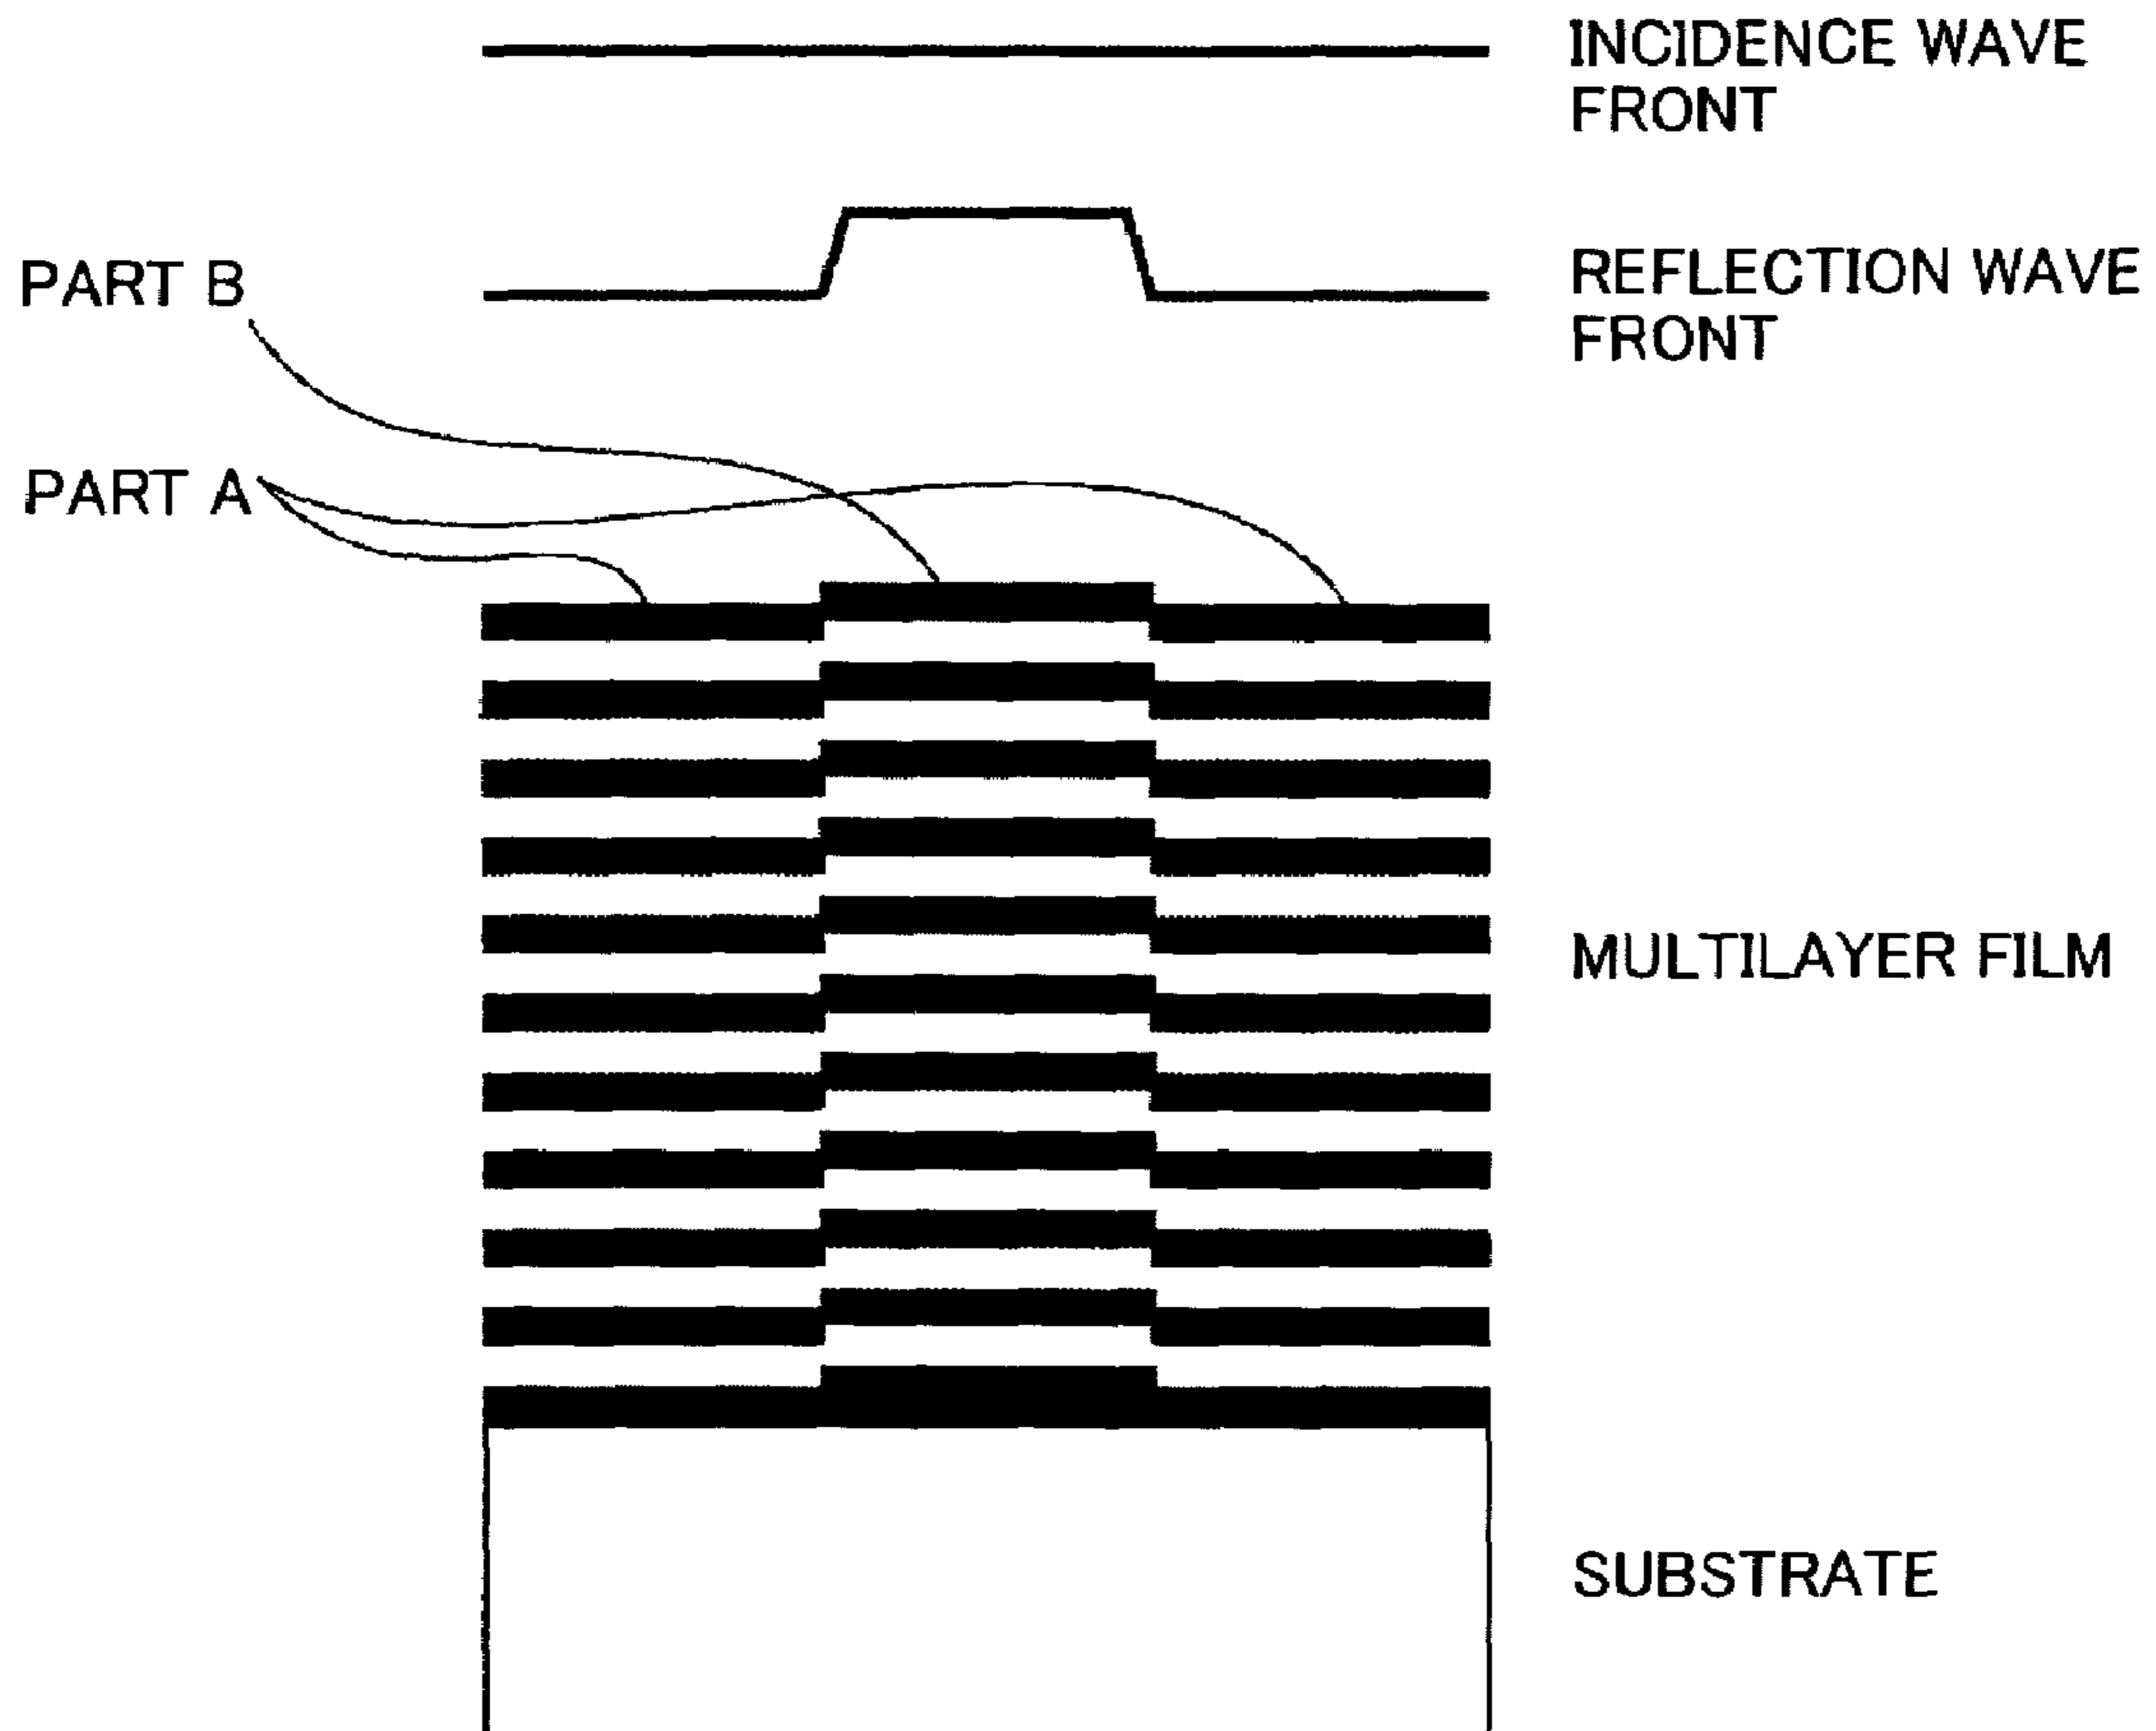 INCIDENCE WAVE
FRONT
PART B
REFLECTION WAVE
FRONT
PART A
MULTILAYER FILM
SUBSTRATE